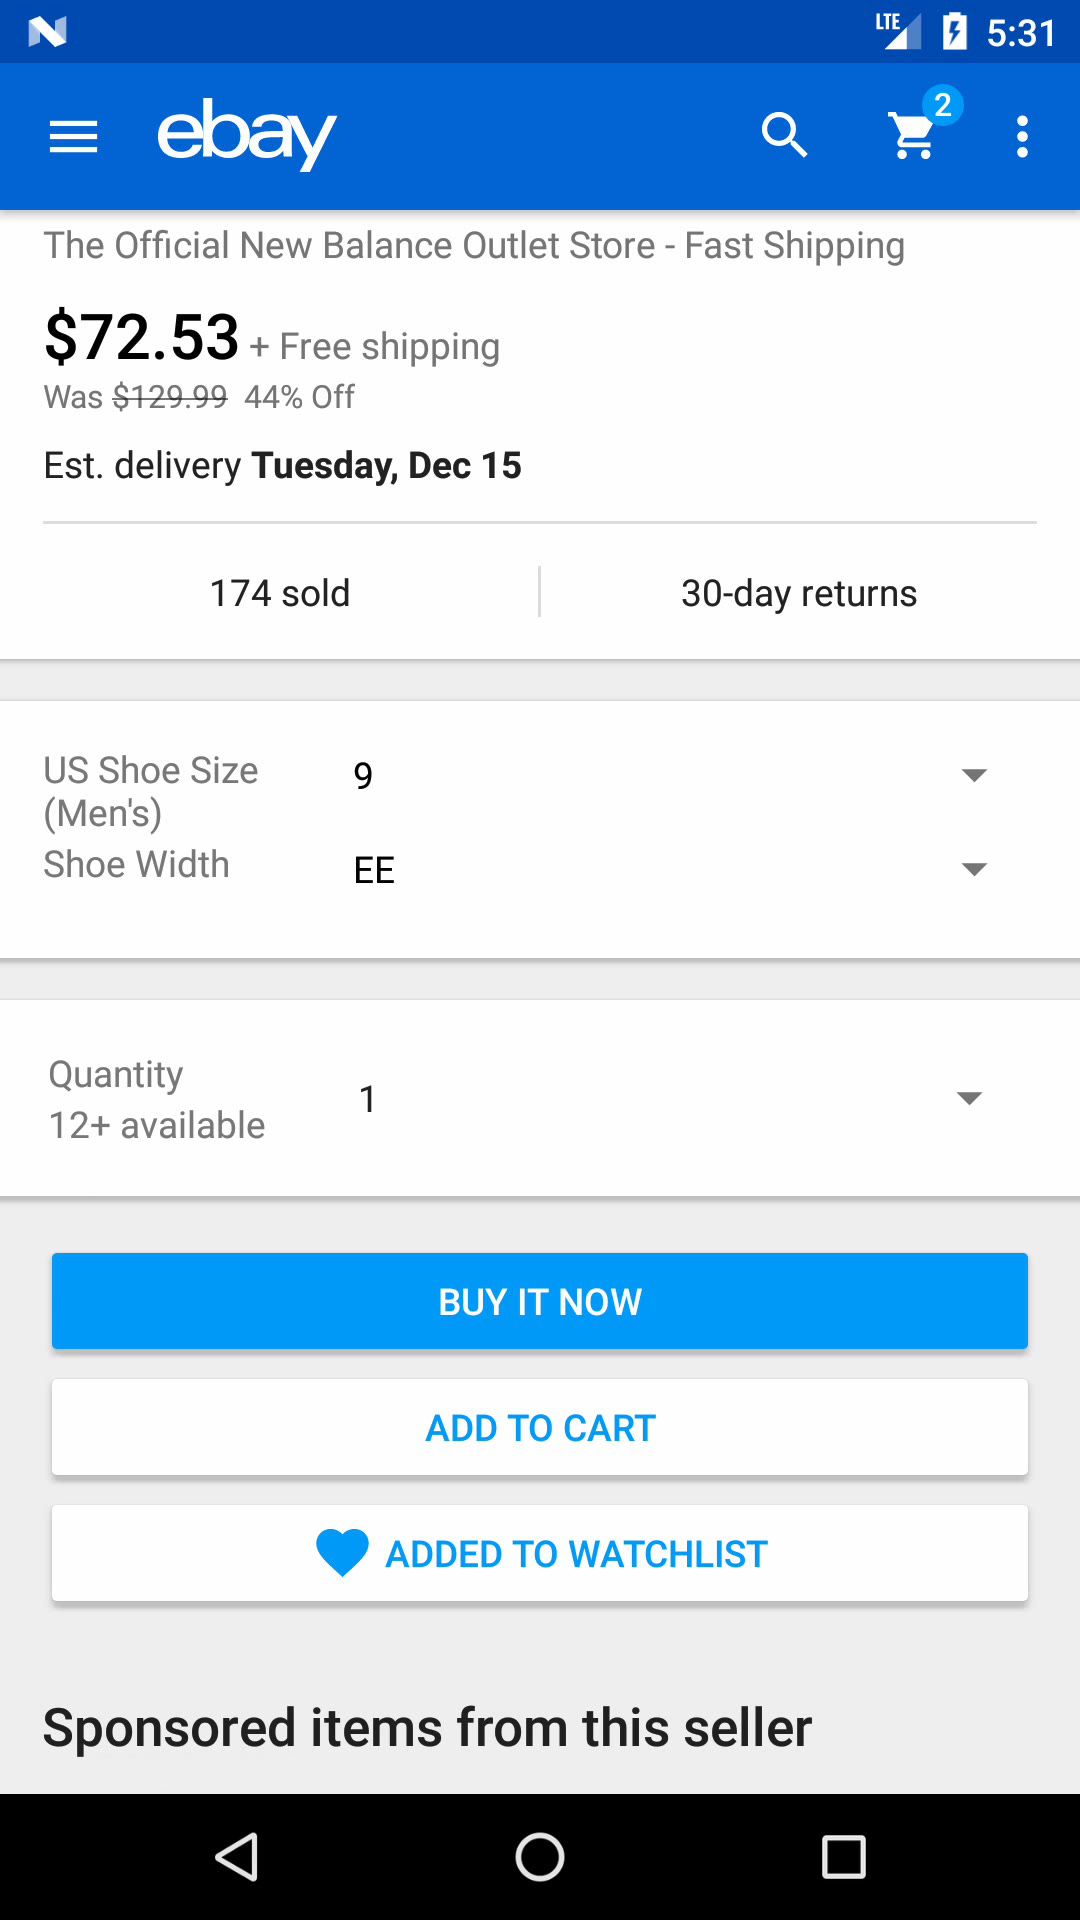 LTE 5:31
ebay 2
The Official New Balance Outlet Store - Fast Shipping
$72.53 + Free shipping
Was $129.99 44% Off
Est. delivery Tuesday, Dec 15
174 sold 30-day returns
US Shoe Size 9
(Men's)
Shoe Width EE
Quantity 1
12+ available
BUY IT NOW
ADD TO CART
ADDED TO WATCHLIST
Sponsored items from this seller